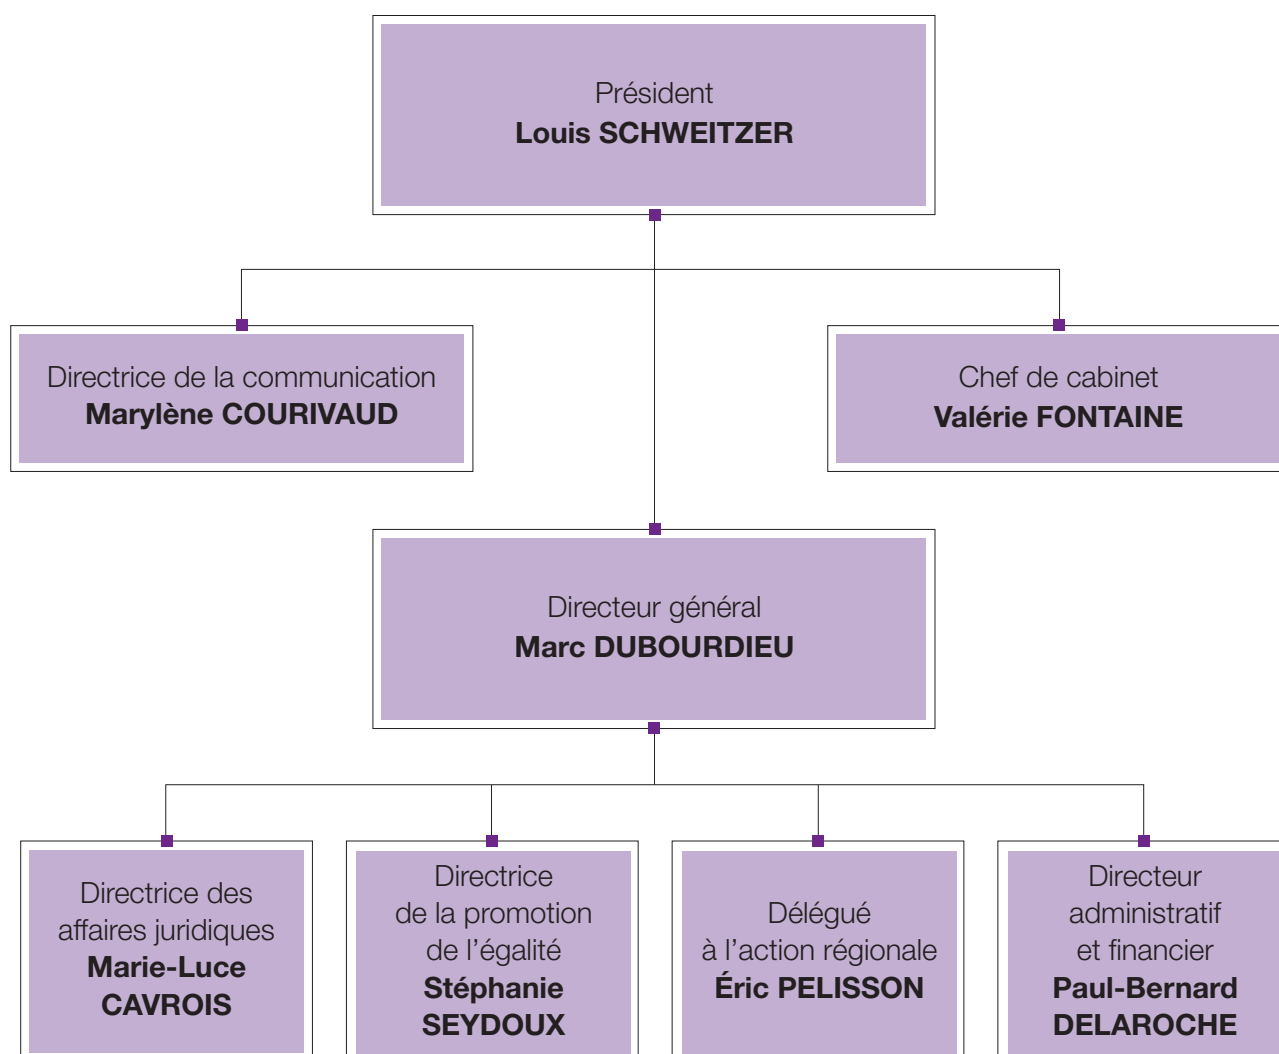 Président
Louis SCHWEITZER
Directrice de la communication
Marylène COURIVAUD
Chef de cabinet
Valérie FONTAINE
Directeur général
Marc DUBOURDIEU
Directrice des
affaires juridiques
Marie-Luce
CAVROIS
Directrice
de la promotion
de l’égalité
Stéphanie
SEYDOUX
Délégué
à l’action régionale
Éric PELISSON
Directeur
administratif
et financier
Paul-Bernard
DELAROCHE